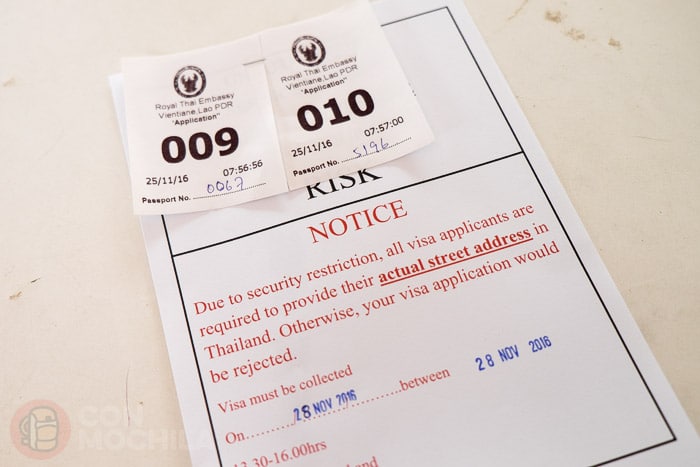 Royal Thai Embassy
Vientiane,Lao PDR
"Application"
009
25/11/16 07:56:56
Passport No. 0067
Royal Thai Embassy
Vientiane,Lao PDR
"Application"
010
25/11/16 07:57:00
Passport No. 5196
RISK
NOTICE
Due to security restriction, all visa applicants are
required to provide their actual street address in
Thailand. Otherwise, your visa application would
be rejected.
28 NOV 2016
Visa must be collected
On.....28 NOV 2016.....between
13.30-16.00hrs
CON
MOCHILA